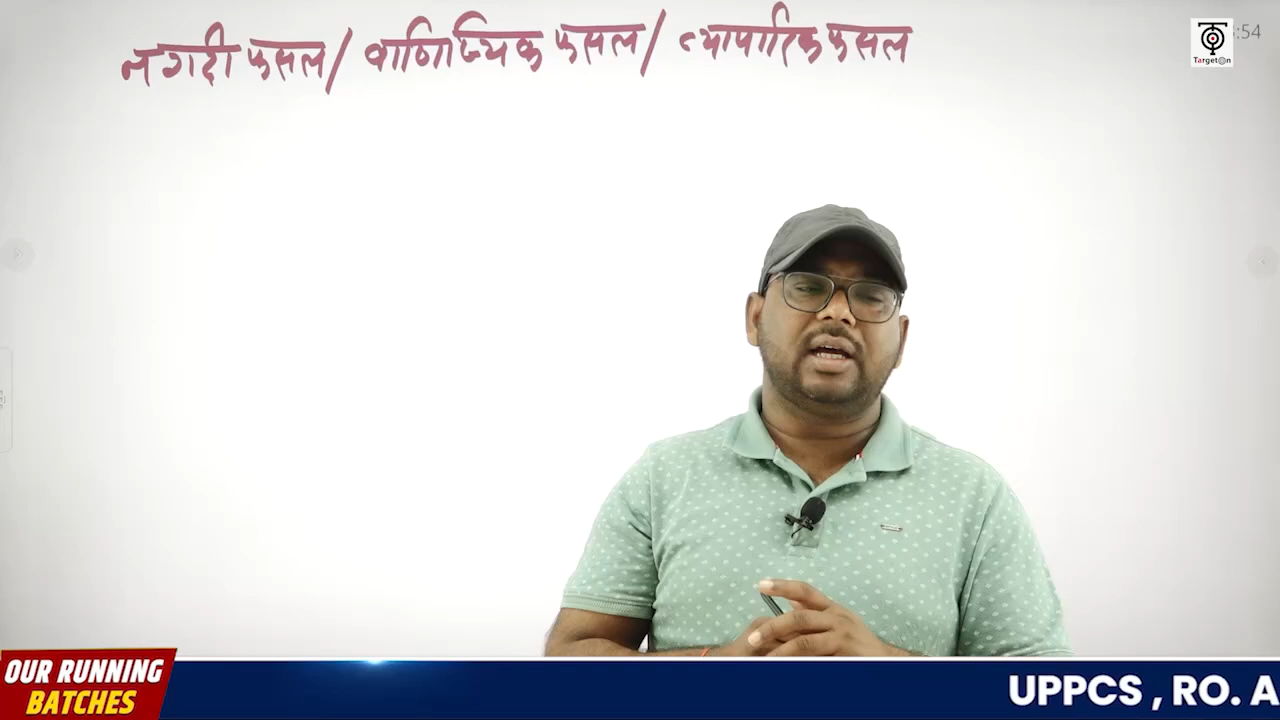 नगदी फसल / वाणिज्यिक फसल / व्यापारिक फसल
:54
Target@n
OUR RUNNING
BATCHES
UPPCS , RO. A